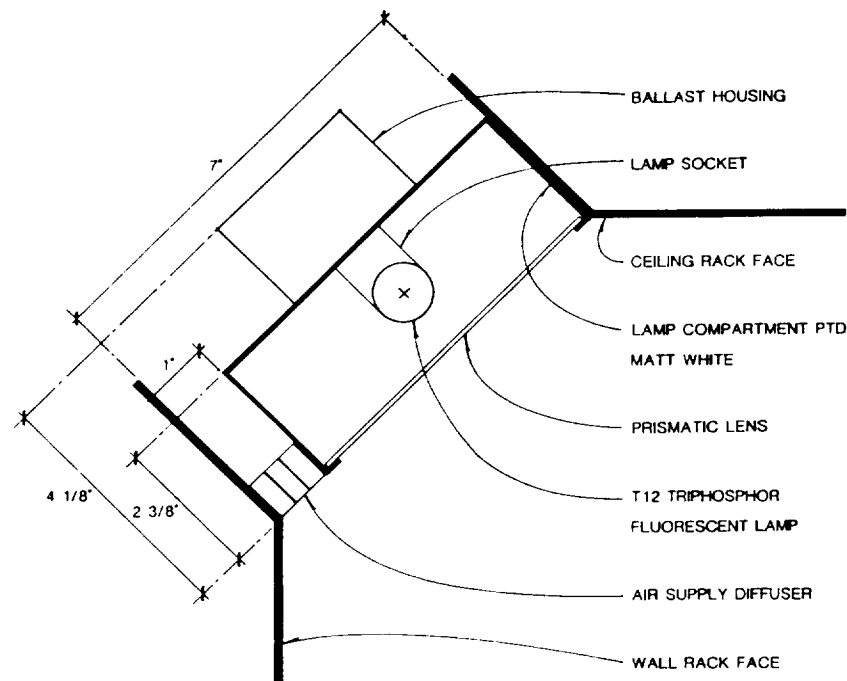 BALLAST HOUSING
7"
LAMP SOCKET
CEILING RACK FACE
LAMP COMPARTMENT PTD
MATT WHITE
1"
PRISMATIC LENS
4 1/8"
2 3/8"
T12 TRIPHOSPHOR
FLUORESCENT LAMP
AIR SUPPLY DIFFUSER
WALL RACK FACE